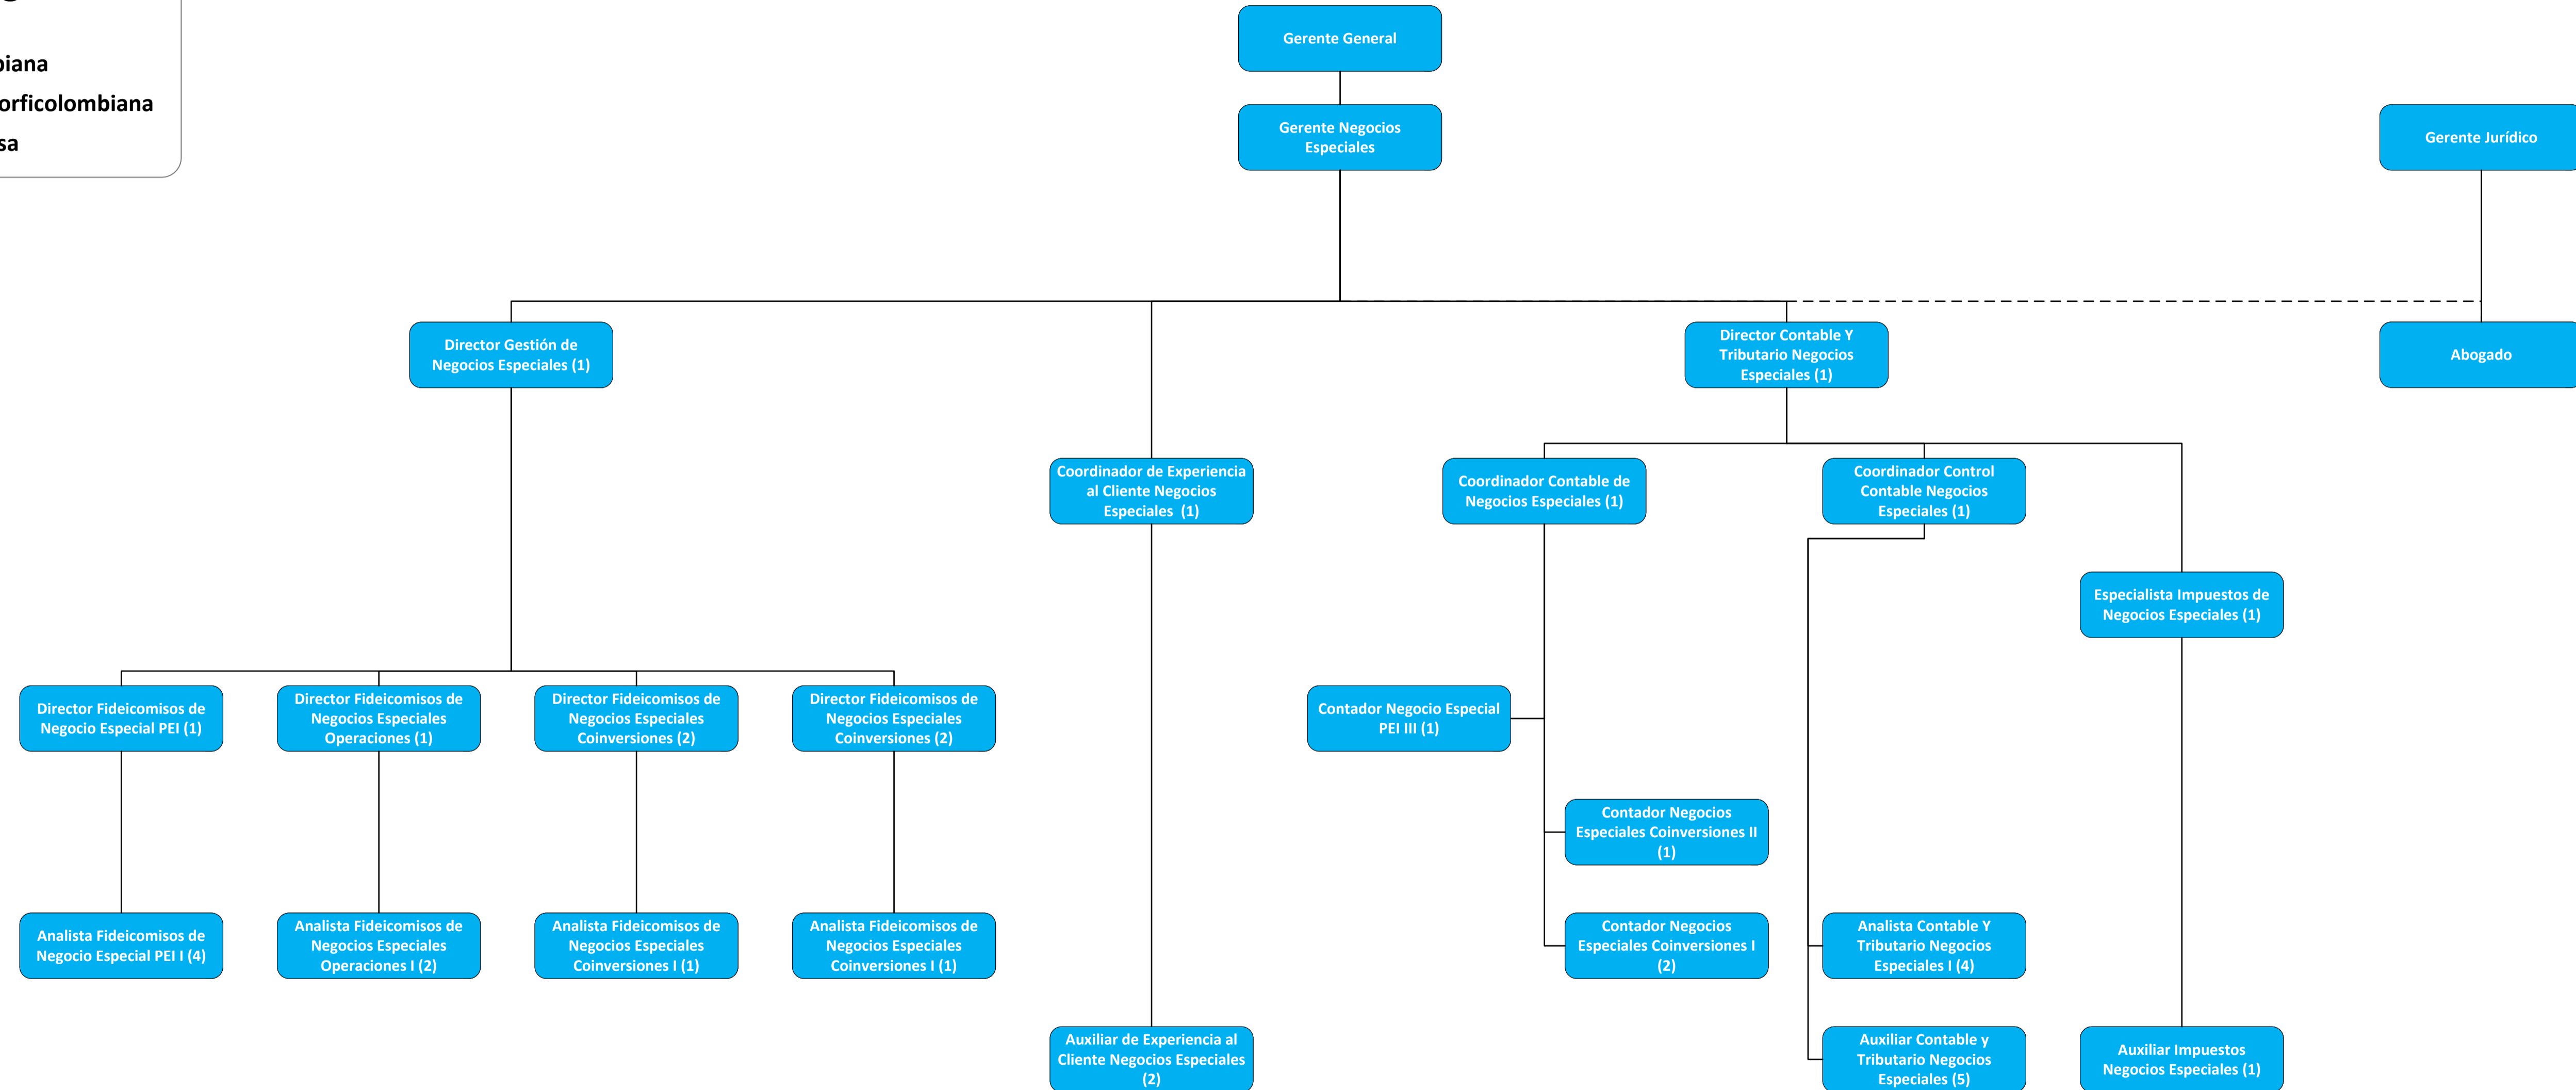 Gerente General
biana
orficolombiana
sa
Gerente Negocios
Especiales
Gerente Jurídico
Director Gestión de
Negocios Especiales (1)
Director Contable Y
Tributario Negocios
Especiales (1)
Abogado
Coordinador de Experiencia
al Cliente Negocios
Especiales (1)
Coordinador Contable de
Negocios Especiales (1)
Coordinador Control
Contable Negocios
Especiales (1)
Especialista Impuestos de
Negocios Especiales (1)
Director Fideicomisos de
Negocio Especial PEI (1)
Director Fideicomisos de
Negocios Especiales
Operaciones (1)
Director Fideicomisos de
Negocios Especiales
Coinversiones (2)
Director Fideicomisos de
Negocios Especiales
Coinversiones (2)
Contador Negocio Especial
PEI III (1)
Contador Negocios
Especiales Coinversiones II
(1)
Analista Fideicomisos de
Negocio Especial PEI I (4)
Analista Fideicomisos de
Negocios Especiales
Operaciones I (2)
Analista Fideicomisos de
Negocios Especiales
Coinversiones I (1)
Analista Fideicomisos de
Negocios Especiales
Coinversiones I (1)
Contador Negocios
Especiales Coinversiones I
(2)
Analista Contable Y
Tributario Negocios
Especiales I (4)
Auxiliar de Experiencia al
Cliente Negocios Especiales
(2)
Auxiliar Contable y
Tributario Negocios
Especiales (5)
Auxiliar Impuestos
Negocios Especiales (1)